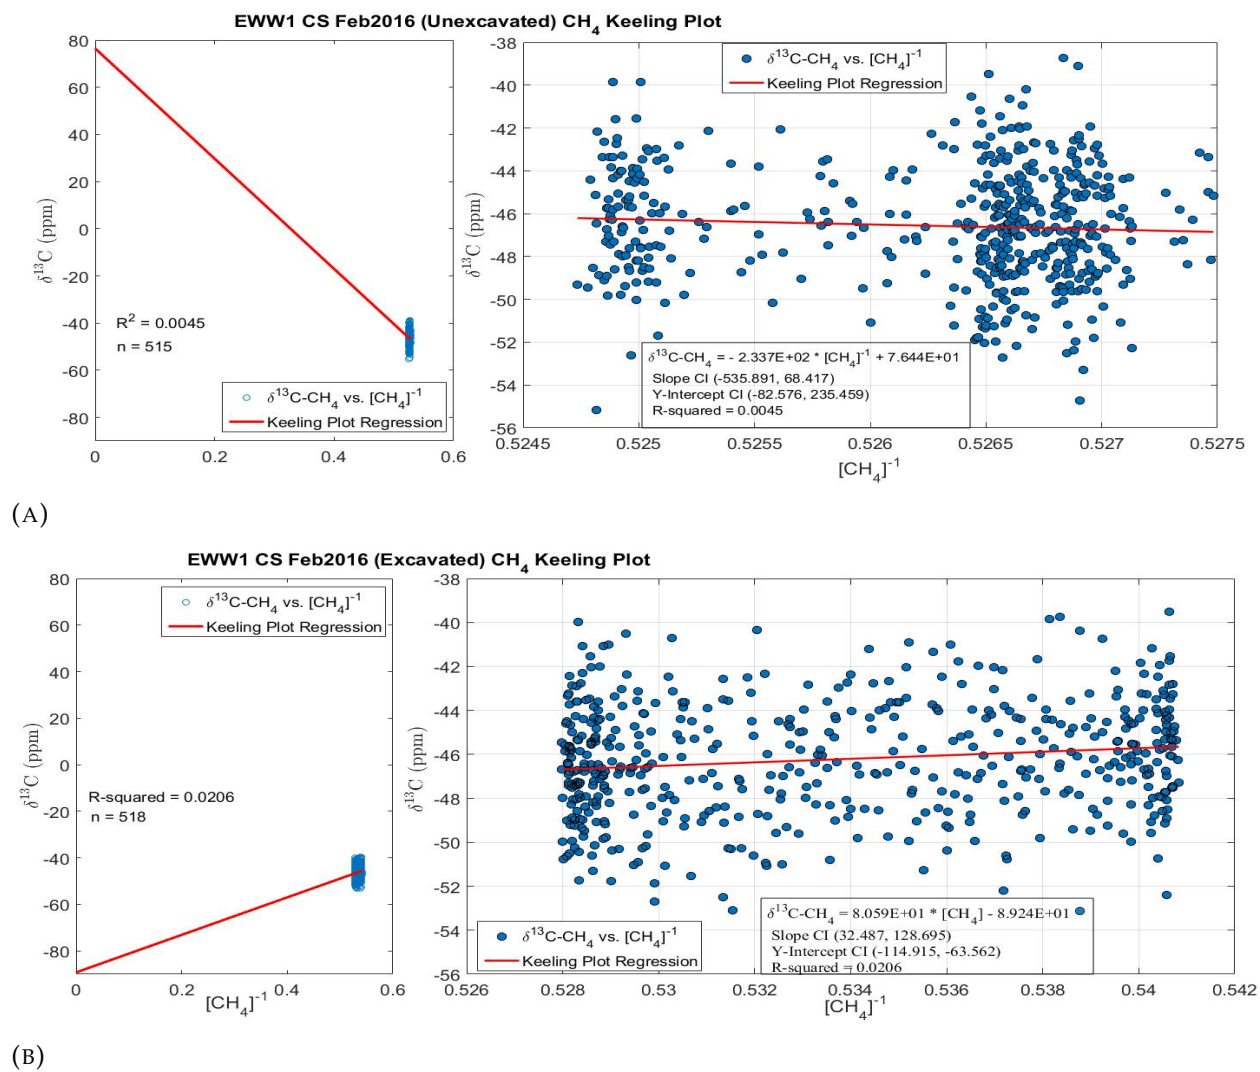 EWW1 CS Feb2016 (Unexcavated) CH4 Keeling Plot
80
60
40
20
0
-20
-40
-60
-80
δ13C (ppm)
R2 = 0.0045
n = 515
δ13C-CH4 vs. [CH4]-1
Keeling Plot Regression
0 0.2 0.4 0.6
-38
-40
-42
-44
-46
-48
-50
-52
-54
-56
δ13C (ppm)
δ13C-CH4 vs. [CH4]-1
Keeling Plot Regression
δ13C-CH4 = - 2.337E+02 * [CH4]-1 + 7.644E+01
Slope CI (-535.891, 68.417)
Y-Intercept CI (-82.576, 235.459)
R-squared = 0.0045
0.5245 0.525 0.5255 0.526 0.5265 0.527 0.5275
[CH4]-1
(A)
EWW1 CS Feb2016 (Excavated) CH4 Keeling Plot
80
60
40
20
0
-20
-40
-60
-80
δ13C (ppm)
δ13C-CH4 vs. [CH4]-1
Keeling Plot Regression
R-squared = 0.0206
n = 518
0 0.2 0.4 0.6
[CH4]-1
-38
-40
-42
-44
-46
-48
-50
-52
-54
-56
δ13C (ppm)
δ13C-CH4 vs. [CH4]-1
Keeling Plot Regression
δ13C-CH4 = 8.059E+01 * [CH4] - 8.924E+01
Slope CI (32.487, 128.695)
Y-Intercept CI (-114.915, -63.562)
R-squared = 0.0206
0.526 0.528 0.53 0.532 0.534 0.536 0.538 0.54 0.542
[CH4]-1
(B)